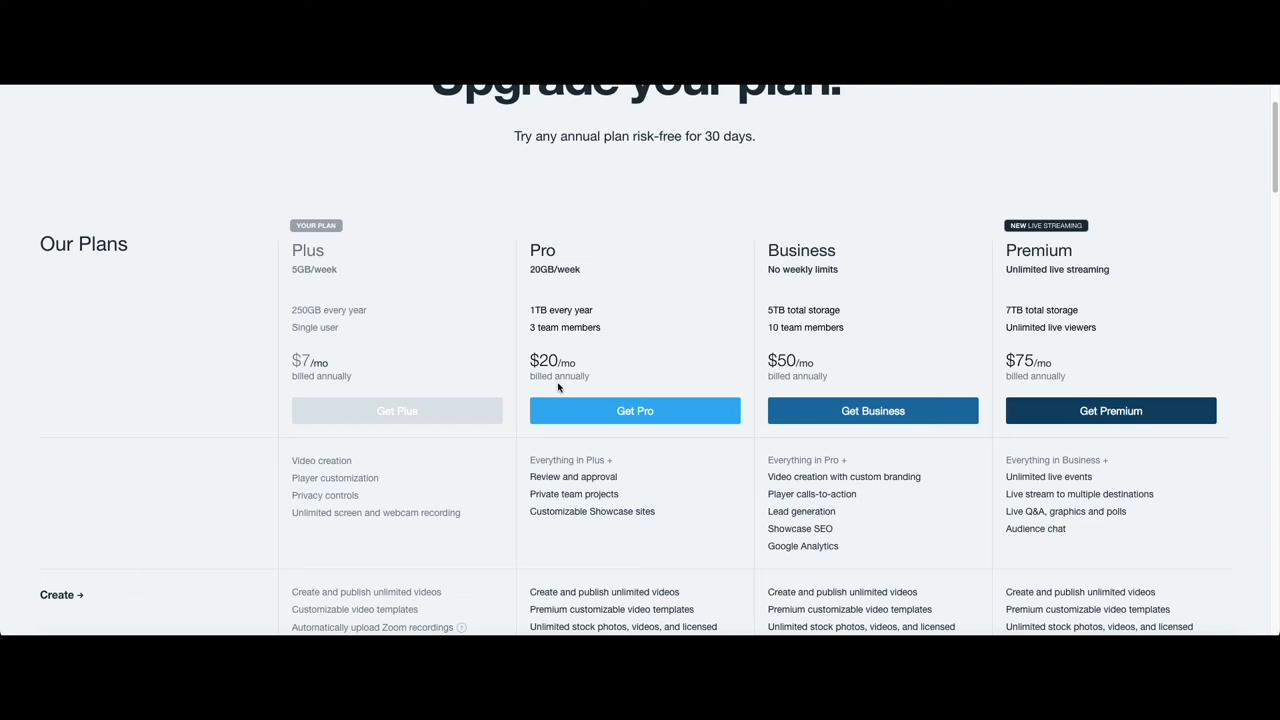 Upgrade your plan!
Try any annual plan risk-free for 30 days.
Our Plans
YOUR PLAN
Plus
5GB/week
250GB every year
Single user
$7/mo
billed annually
Get Plus
Pro
20GB/week
1TB every year
3 team members
$20/mo
billed annually
Get Pro
Business
No weekly limits
5TB total storage
10 team members
$50/mo
billed annually
Get Business
NEW LIVE STREAMING
Premium
Unlimited live streaming
7TB total storage
Unlimited live viewers
$75/mo
billed annually
Get Premium
Video creation
Player customization
Privacy controls
Unlimited screen and webcam recording
Everything in Plus +
Review and approval
Private team projects
Customizable Showcase sites
Everything in Pro +
Video creation with custom branding
Player calls-to-action
Lead generation
Showcase SEO
Google Analytics
Everything in Business +
Unlimited live events
Live stream to multiple destinations
Live Q&A, graphics and polls
Audience chat
Create →
Create and publish unlimited videos
Customizable video templates
Automatically upload Zoom recordings ?
Create and publish unlimited videos
Premium customizable video templates
Unlimited stock photos, videos, and licensed
Create and publish unlimited videos
Premium customizable video templates
Unlimited stock photos, videos, and licensed
Create and publish unlimited videos
Premium customizable video templates
Unlimited stock photos, videos, and licensed